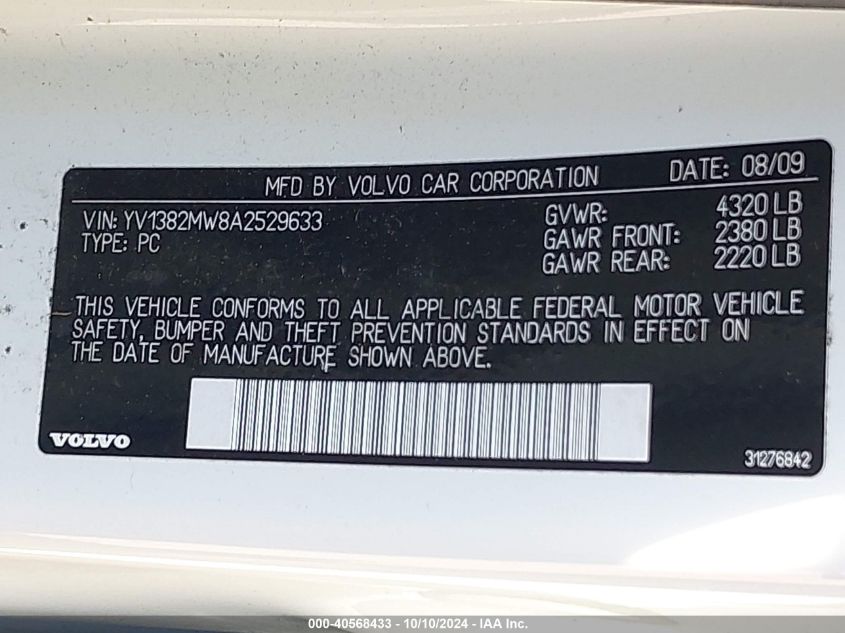 MFD BY VOLVO CAR CORPORATION DATE: 08/09
VIN: YV1382MW8A2529633
TYPE: PC
GVWR: 4320 LB
GAWR FRONT: 2380 LB
GAWR REAR: 2220 LB
THIS VEHICLE CONFORMS TO ALL APPLICABLE FEDERAL MOTOR VEHICLE
SAFETY, BUMPER AND THEFT PREVENTION STANDARDS IN EFFECT ON
THE DATE OF MANUFACTURE SHOWN ABOVE.
VOLVO
31276842
000-40568433 - 10/10/2024 - IAA Inc.